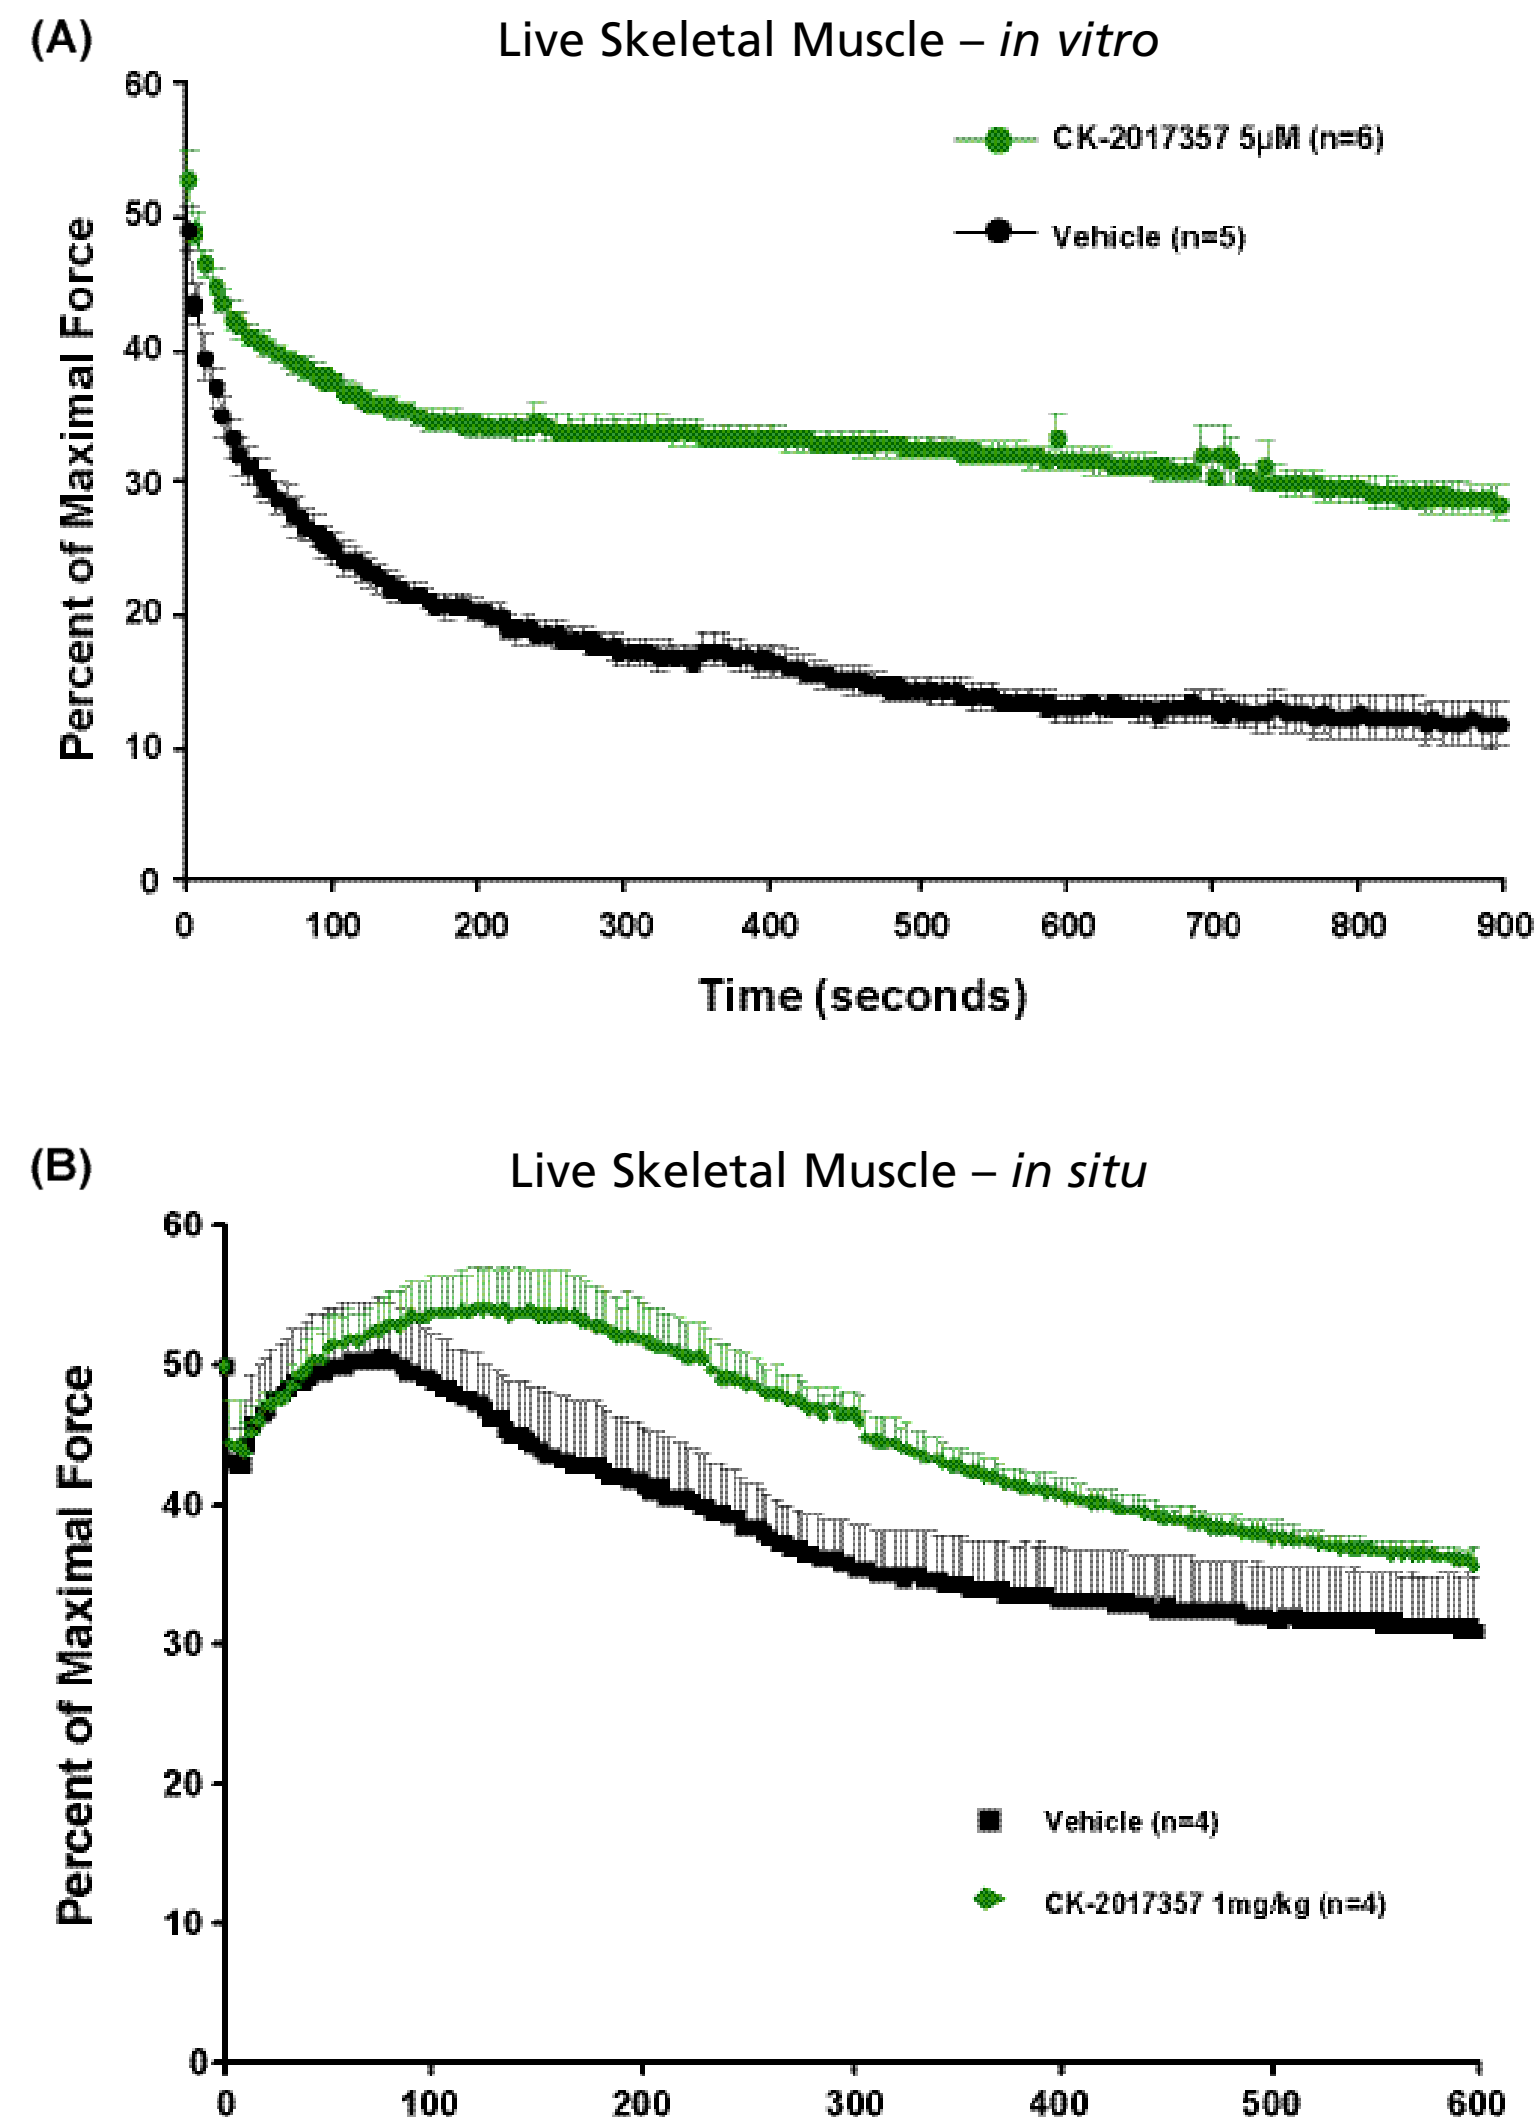 (A)
Live Skeletal Muscle – in vitro
60
50
40
30
20
10
0
Percent of Maximal Force
CK-2017357 5µM (n=6)
Vehicle (n=5)
0 100 200 300 400 500 600 700 800 900
Time (seconds)
(B)
Live Skeletal Muscle – in situ
60
50
40
30
20
10
0
Percent of Maximal Force
Vehicle (n=4)
CK-2017357 1mg/kg (n=4)
0 100 200 300 400 500 600